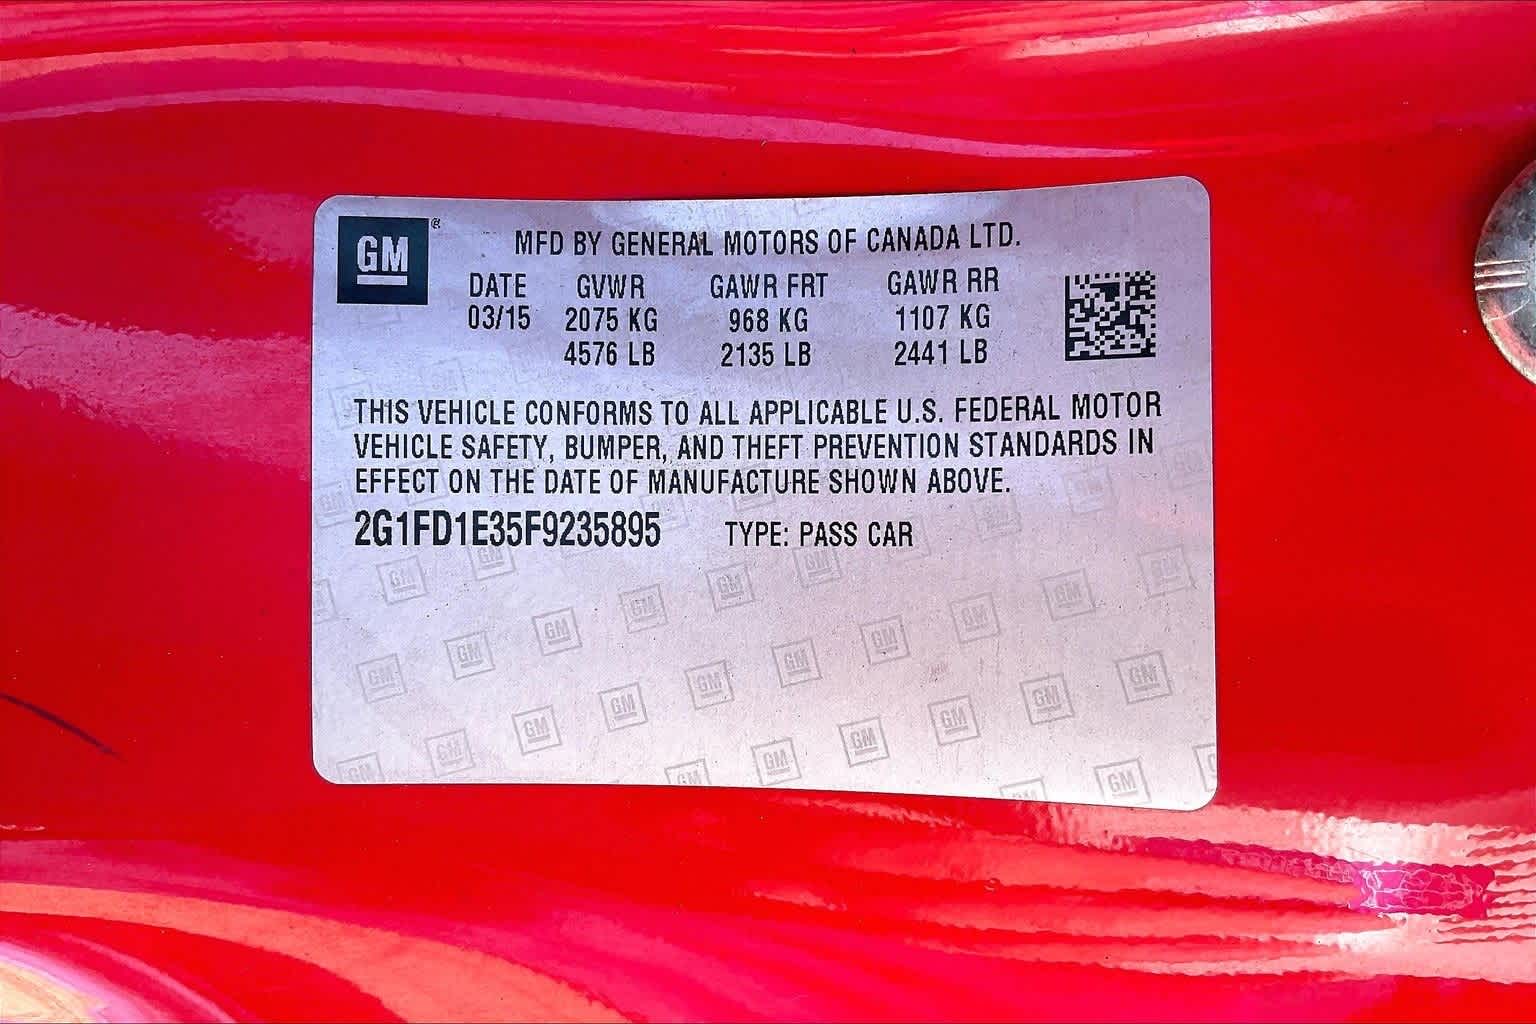 GM ®
MFD BY GENERAL MOTORS OF CANADA LTD.
DATE GVWR GAWR FRT GAWR RR
03/15 2075 KG 968 KG 1107 KG
4576 LB 2135 LB 2441 LB
THIS VEHICLE CONFORMS TO ALL APPLICABLE U.S. FEDERAL MOTOR
VEHICLE SAFETY, BUMPER, AND THEFT PREVENTION STANDARDS IN
EFFECT ON THE DATE OF MANUFACTURE SHOWN ABOVE.
2G1FD1E35F9235895 TYPE: PASS CAR